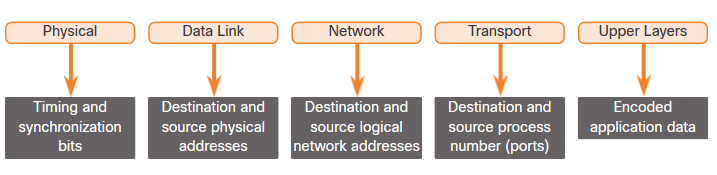 Physical
Data Link
Network
Transport
Upper Layers
Timing and
synchronization
bits
Destination and
source physical
addresses
Destination and
source logical
network addresses
Destination and
source process
number (ports)
Encoded
application data